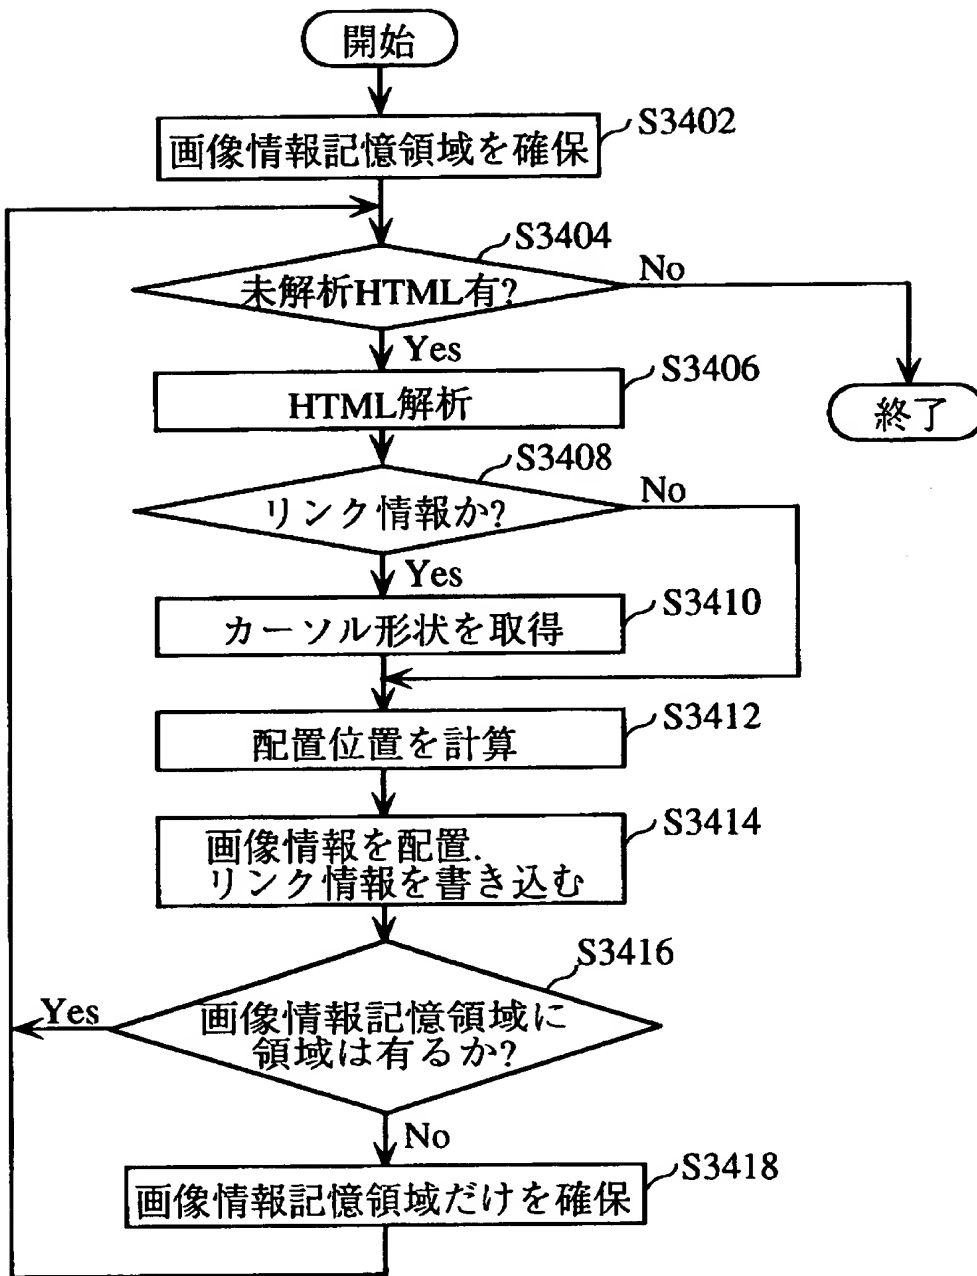 開始
画像情報記憶領域を確保
S3402
S3404
未解析HTML有?
No
Yes
S3406
HTML解析
終了
S3408
リンク情報か?
No
Yes
S3410
カーソル形状を取得
S3412
配置位置を計算
S3414
画像情報を配置.
リンク情報を書き込む
S3416
Yes
画像情報記憶領域に
領域は有るか?
No
S3418
画像情報記憶領域だけを確保